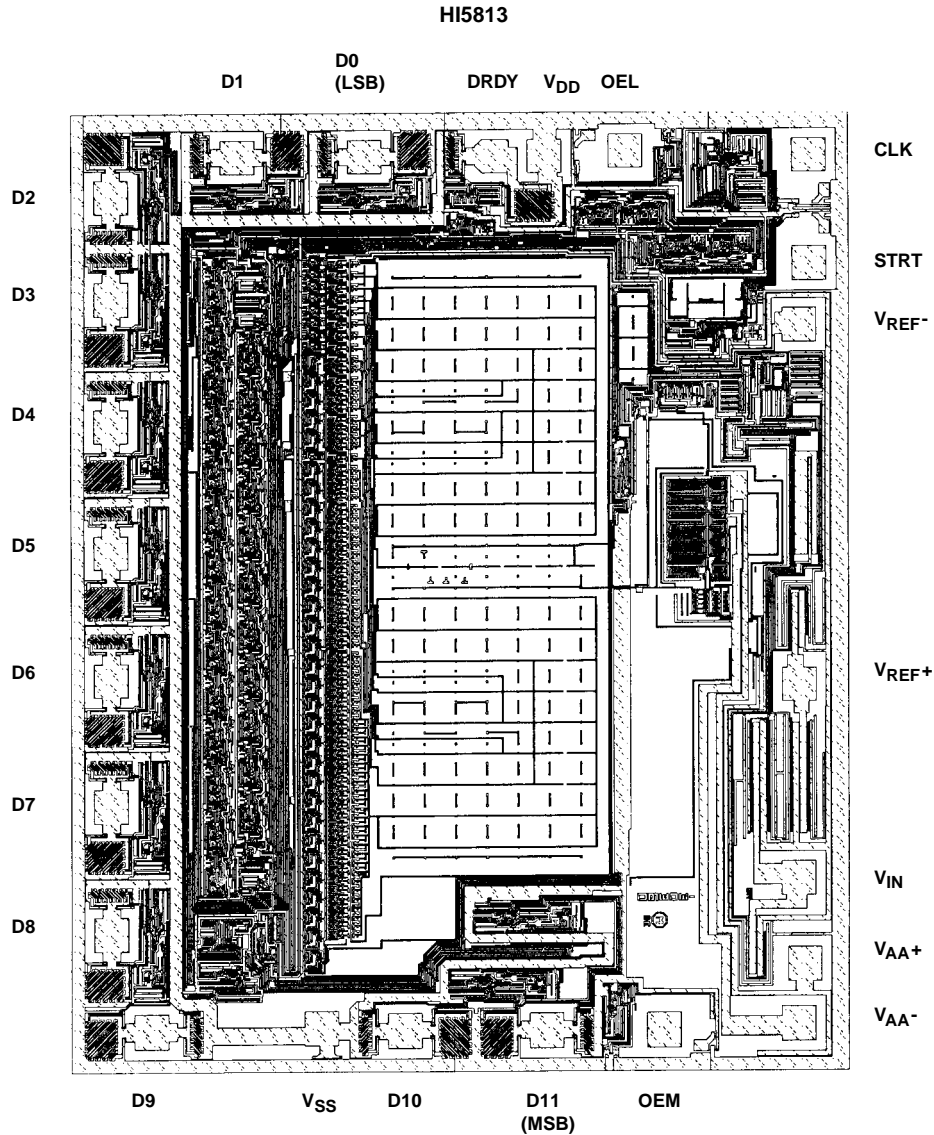 HI5813
D1
D0
(LSB)
DRDY
VDD
OEL
CLK
D2
STRT
D3
VREF-
D4
D5
D6
VREF+
D7
VIN
D8
VAA+
VAA-
D9
VSS
D10
D11
(MSB)
OEM